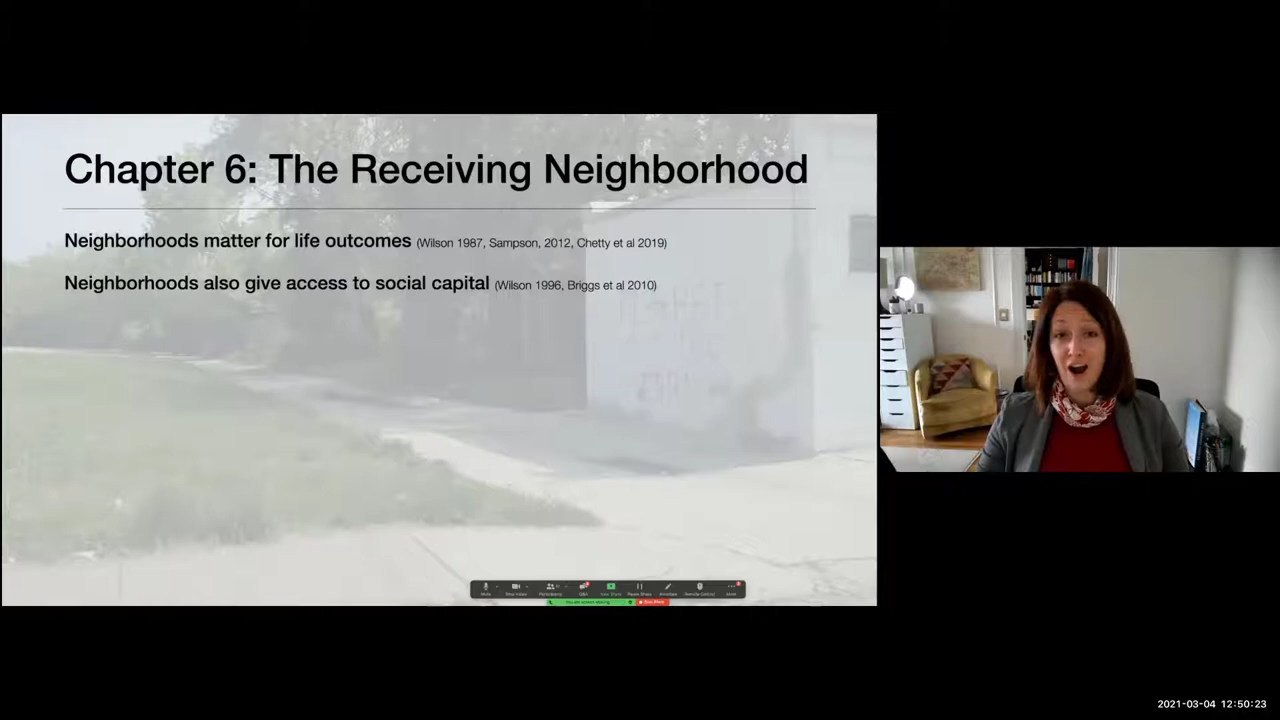 Chapter 6: The Receiving Neighborhood
Neighborhoods matter for life outcomes (Wilson 1987, Sampson, 2012, Chetty et al 2019)
Neighborhoods also give access to social capital (Wilson 1996, Briggs et al 2010)
2021-03-04 12:50:23